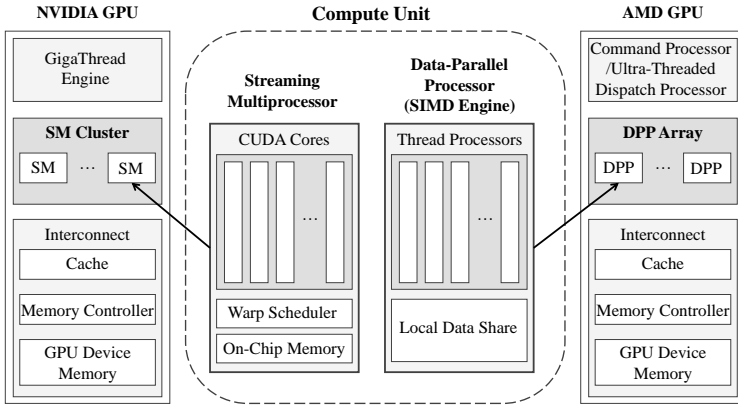 NVIDIA GPU
GigaThread
Engine
SM Cluster
SM
...
SM
Interconnect
Cache
Memory Controller
GPU Device
Memory
Compute Unit
Streaming
Multiprocessor
CUDA Cores
...
Warp Scheduler
On-Chip Memory
Data-Parallel
Processor
(SIMD Engine)
Thread Processors
...
Local Data Share
AMD GPU
Command Processor
/Ultra-Threaded
Dispatch Processor
DPP Array
DPP
...
DPP
Interconnect
Cache
Memory Controller
GPU Device
Memory